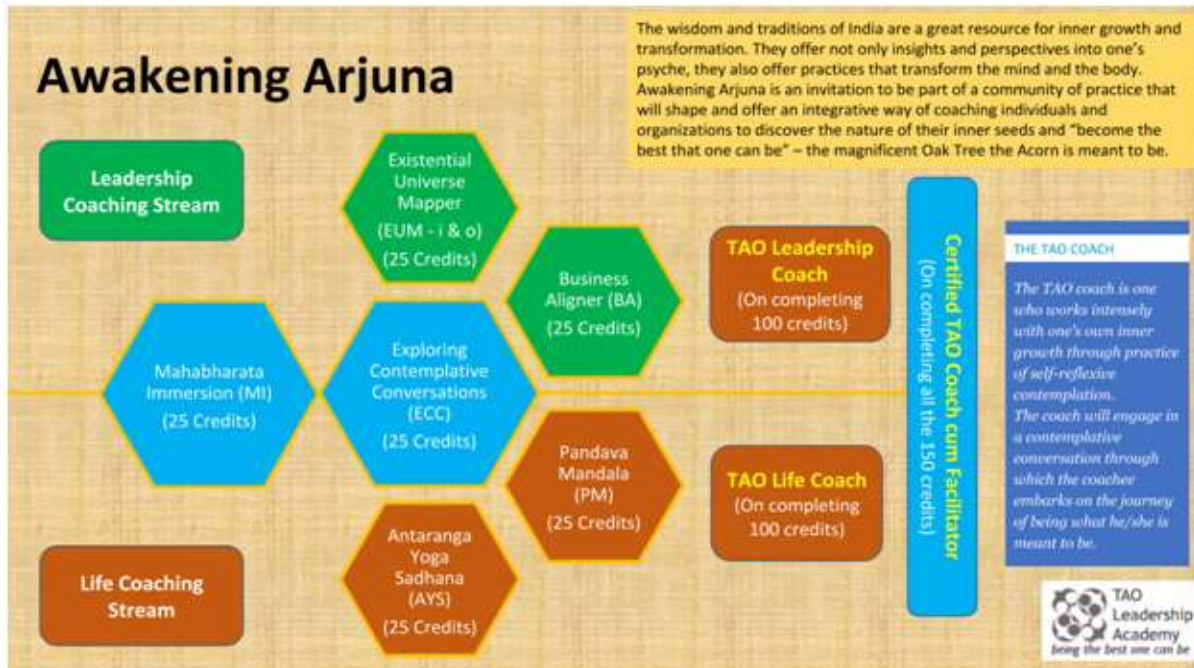 Awakening Arjuna
The wisdom and traditions of India are a great resource for inner growth and
transformation. They offer not only insights and perspectives into one's
psyche, they also offer practices that transform the mind and the body.
Awakening Arjuna is an invitation to be part of a community of practice that
will shape and offer an integrative way of coaching individuals and
organizations to discover the nature of their inner seeds and “become the
best that one can be” – the magnificent Oak Tree the Acorn is meant to be.
Leadership
Coaching Stream
Existential
Universe
Mapper
(EUM - i & o)
(25 Credits)
Business
Aligner (BA)
(25 Credits)
Mahabharata
Immersion (MI)
(25 Credits)
Exploring
Contemplative
Conversations
(ECC)
(25 Credits)
Pandava
Mandala
(PM)
(25 Credits)
Antaranga
Yoga
Sadhana
(AYS)
(25 Credits)
Life Coaching
Stream
TAO Leadership
Coach
(On completing
100 credits)
TAO Life Coach
(On completing
100 credits)
Certified TAO Coach cum Facilitator
(On completing all the 150 credits)
THE TAO COACH
The TAO coach is one
who works intensely
with one's own inner
growth through practice
of self-reflexive
contemplation.
The coach will engage in
a contemplative
conversation through
which the coachee
embarks on the journey
of being what he/she is
meant to be.
TAO
Leadership
Academy
being the best one can be